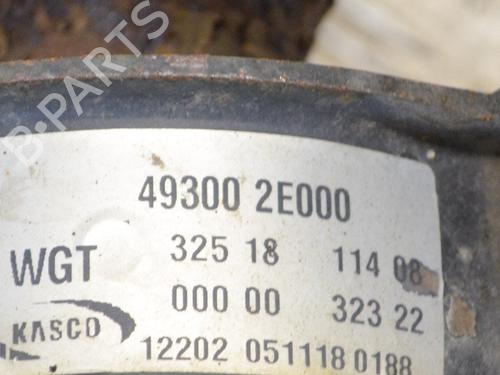 B-PARTS
49300 2E000
WGT 325 18 114 08
000 00 323 22
KASCO
12202 051118 0188